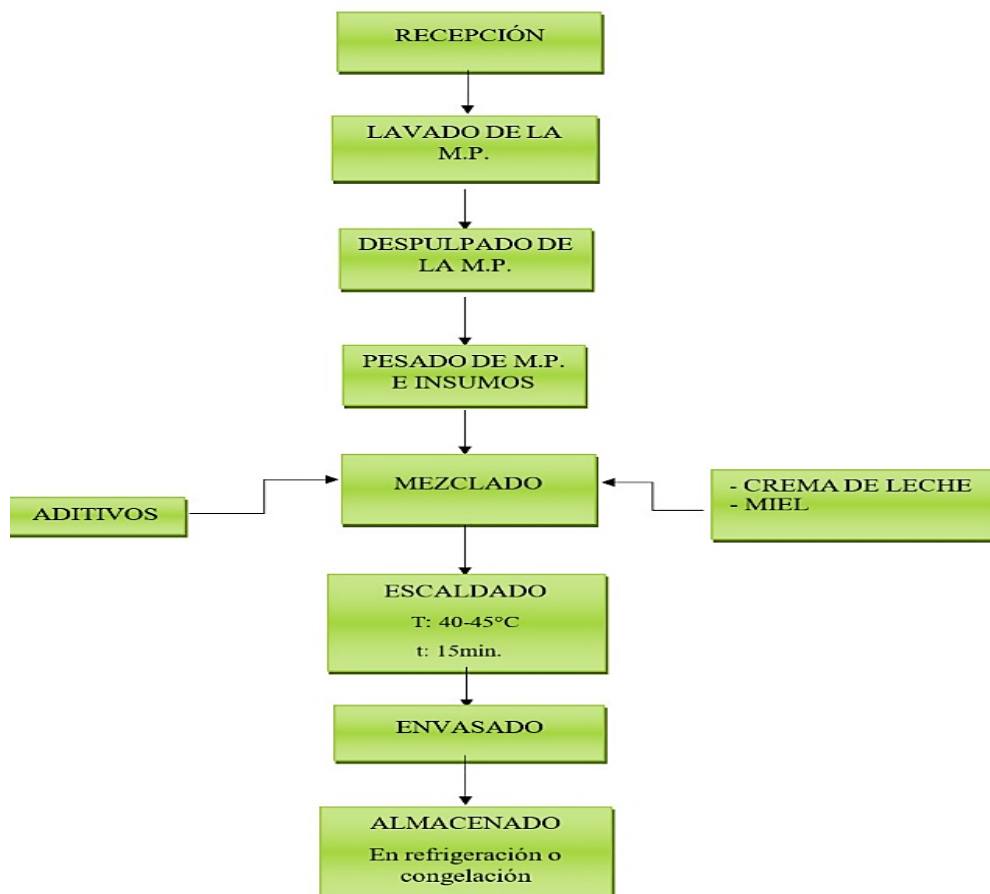 RECEPCIÓN
LAVADO DE LA
M.P.
DESPULPADO DE
LA M.P.
PESADO DE M.P.
E INSUMOS
MEZCLADO
ADITIVOS
- CREMA DE LECHE
- MIEL
ESCALDADO
T: 40-45°C
t: 15min.
ENVASADO
ALMACENADO
En refrigeración o
congelación